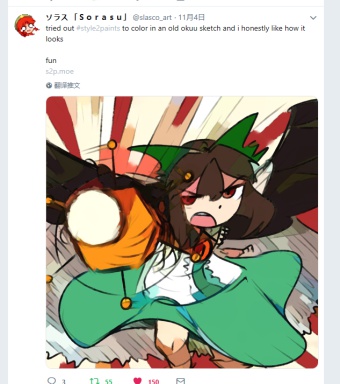 ソラス 「Ｓｏｒａｓｕ」 @slasco_art · 11月4日
tried out #style2paints to color in an old okuu sketch and i honestly like how it
looks
fun
s2p.moe
翻译推文
3 55 150